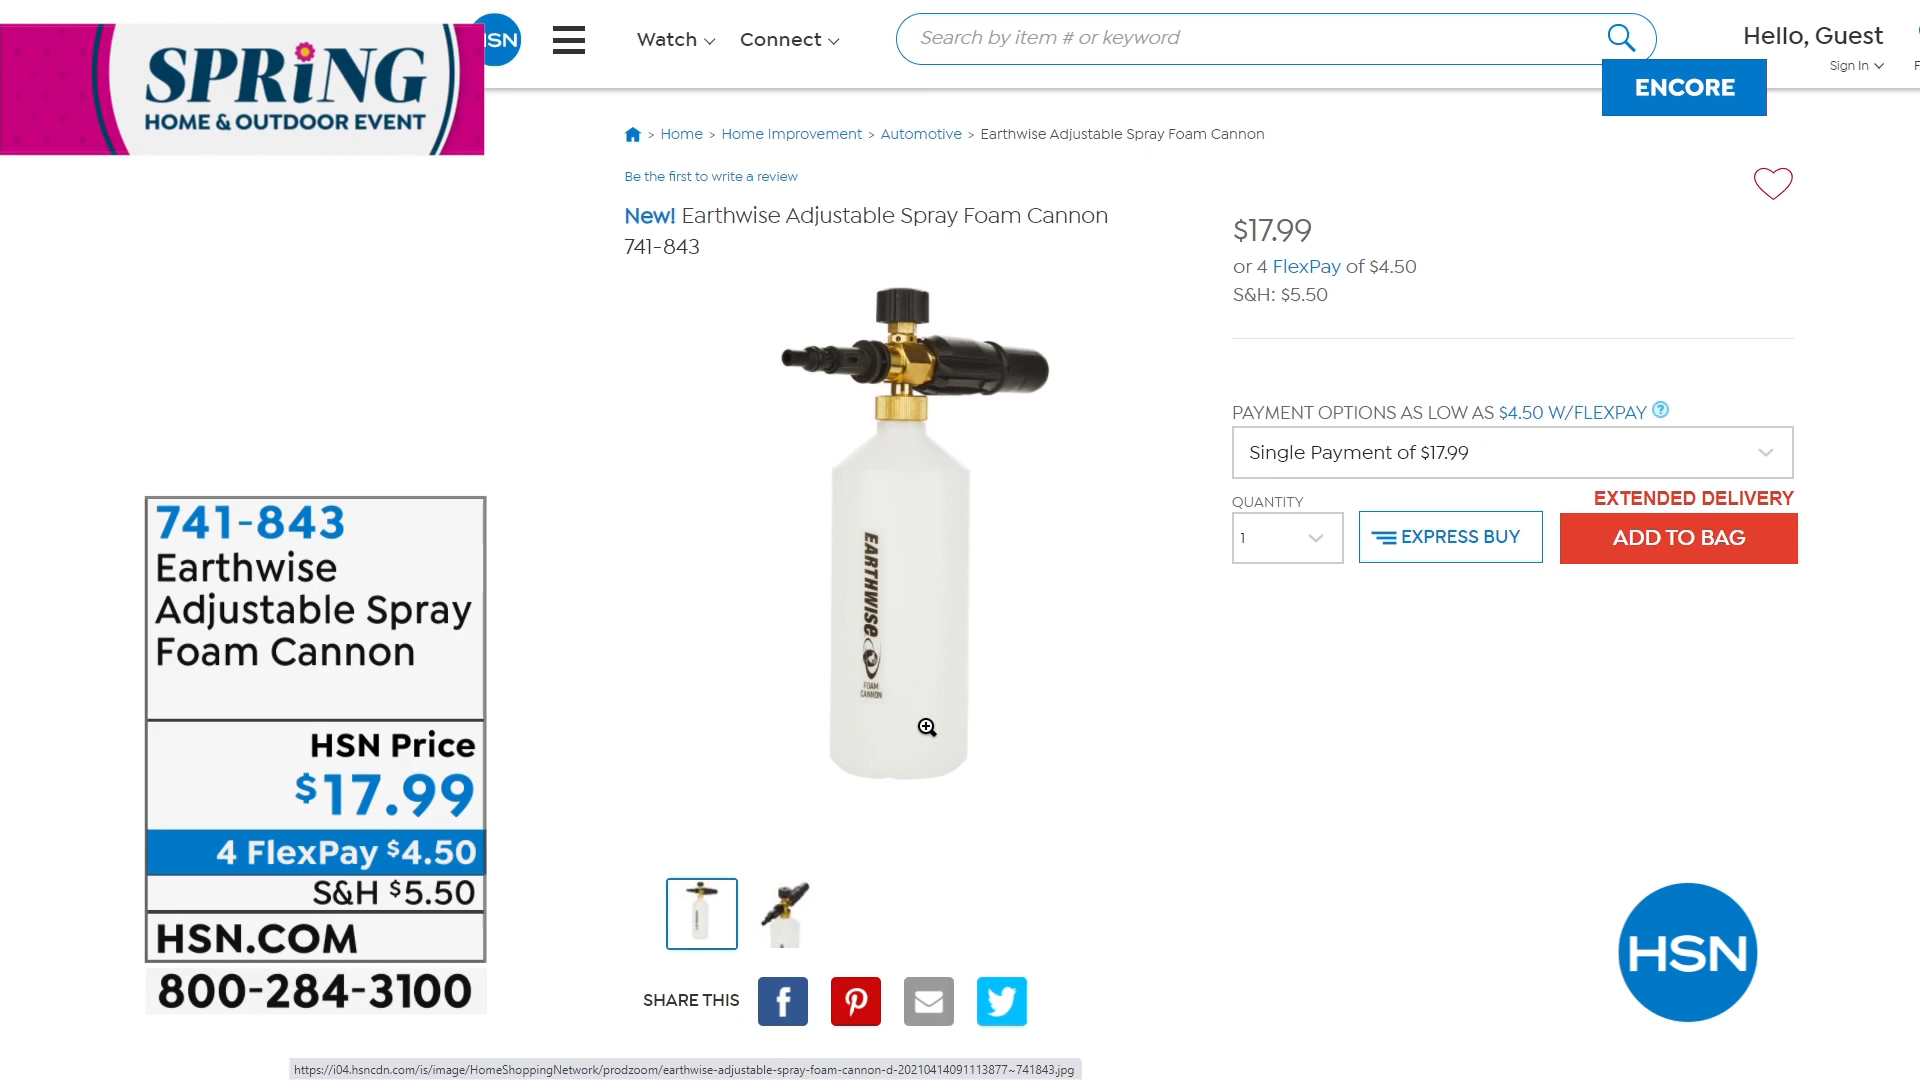 SPRiNG
HOME & OUTDOOR EVENT
HSN
Watch
Connect
Search by item # or keyword
Hello, Guest
Sign In
F
ENCORE
> Home > Home Improvement > Automotive > Earthwise Adjustable Spray Foam Cannon
Be the first to write a review
New! Earthwise Adjustable Spray Foam Cannon
741-843
$17.99
or 4 FlexPay of $4.50
S&H: $5.50
PAYMENT OPTIONS AS LOW AS $4.50 W/FLEXPAY ?
Single Payment of $17.99
EXTENDED DELIVERY
QUANTITY
1
EXPRESS BUY
ADD TO BAG
EARTHWISE
FOAM
CANNON
741-843
Earthwise
Adjustable Spray
Foam Cannon
HSN Price
$17.99
4 FlexPay $4.50
S&H $5.50
HSN.COM
800-284-3100
SHARE THIS
HSN
https://i04.hsncdn.com/is/image/HomeShoppingNetwork/prodzoom/earthwise-adjustable-spray-foam-cannon-d-20210414091113877~741843.jpg